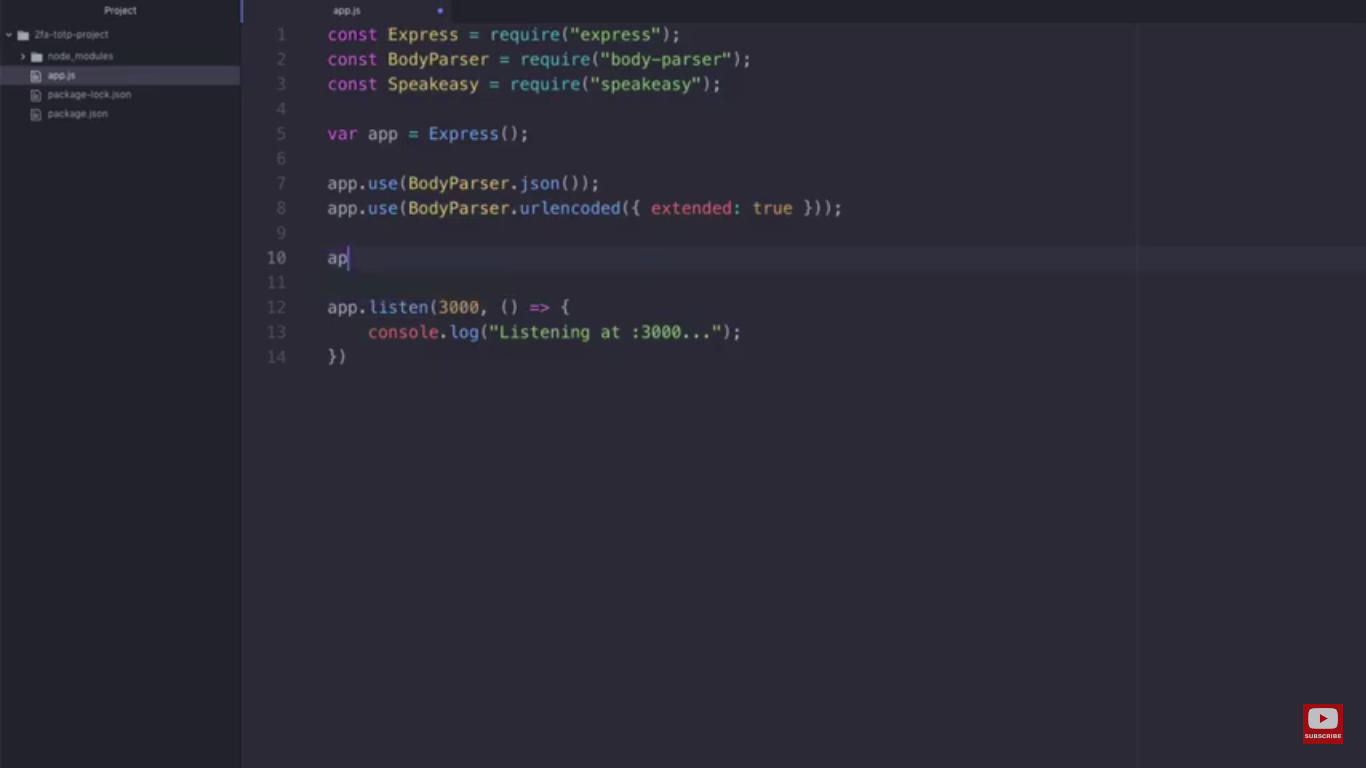 Project
2fa-totp-project
node_modules
app.js
package-lock.json
package.json
app.js
1 const Express = require("express");
2 const BodyParser = require("body-parser");
3 const Speakeasy = require("speakeasy");
4
5 var app = Express();
6
7 app.use(BodyParser.json());
8 app.use(BodyParser.urlencoded({ extended: true }));
9
10 ap
11
12 app.listen(3000, () => {
13     console.log("Listening at :3000...");
14 })
SUBSCRIBE